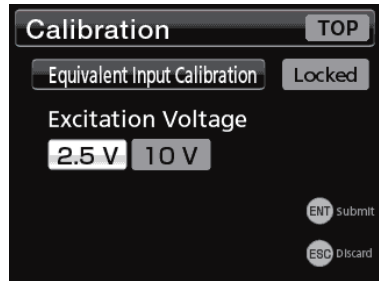 Calibration TOP
Equivalent Input Calibration Locked
Excitation Voltage
2.5 V 10 V
ENT Submit
ESC Discard